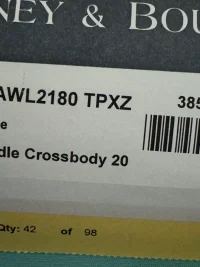 NEY & BOU
AWL2180 TPXZ 385
e
dle Crossbody 20
Qty: 42 of 98